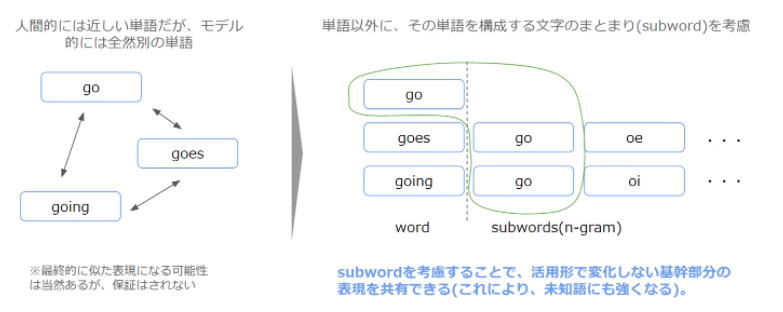 人間的には近しい単語だが、モデル
的には全然別の単語
go
goes
going
※最終的に似た表現になる可能性
は当然あるが、保証はされない
単語以外に、その単語を構成する文字のまとまり(subword)を考慮
go
goes go oe ・・・
going go oi ・・・
word subwords(n-gram)
subwordを考慮することで、活用形で変化しない基幹部分の
表現を共有できる(これにより、未知語にも強くなる)。